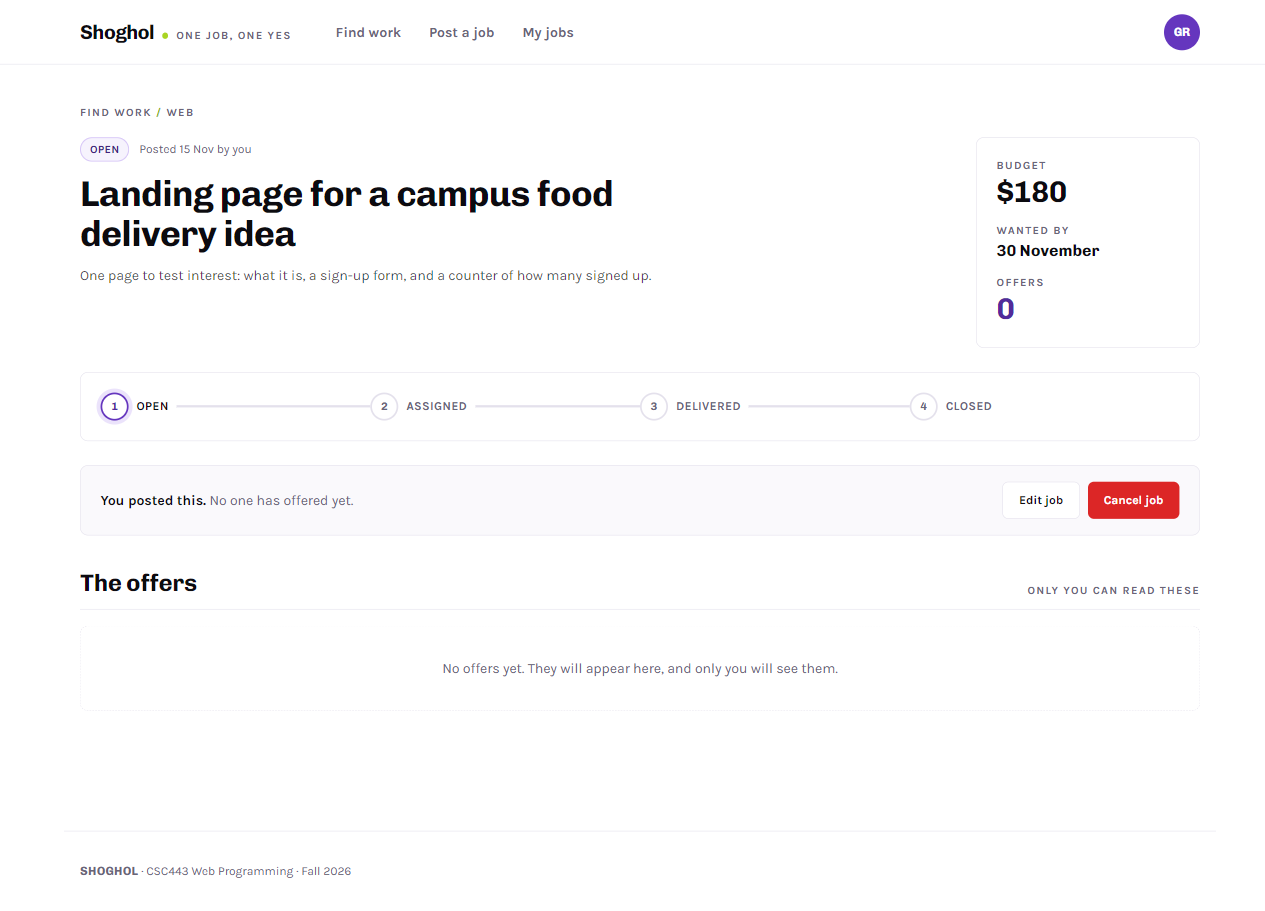 Shoghol ONE JOB, ONE YES Find work Post a job My jobs GR
FIND WORK / WEB
OPEN Posted 15 Nov by you
Landing page for a campus food
delivery idea
One page to test interest: what it is, a sign-up form, and a counter of how many signed up.
BUDGET
$180
WANTED BY
30 November
OFFERS
0
1 OPEN 2 ASSIGNED 3 DELIVERED 4 CLOSED
You posted this. No one has offered yet. Edit job Cancel job
The offers ONLY YOU CAN READ THESE
No offers yet. They will appear here, and only you will see them.
SHOGHOL · CSC443 Web Programming · Fall 2026